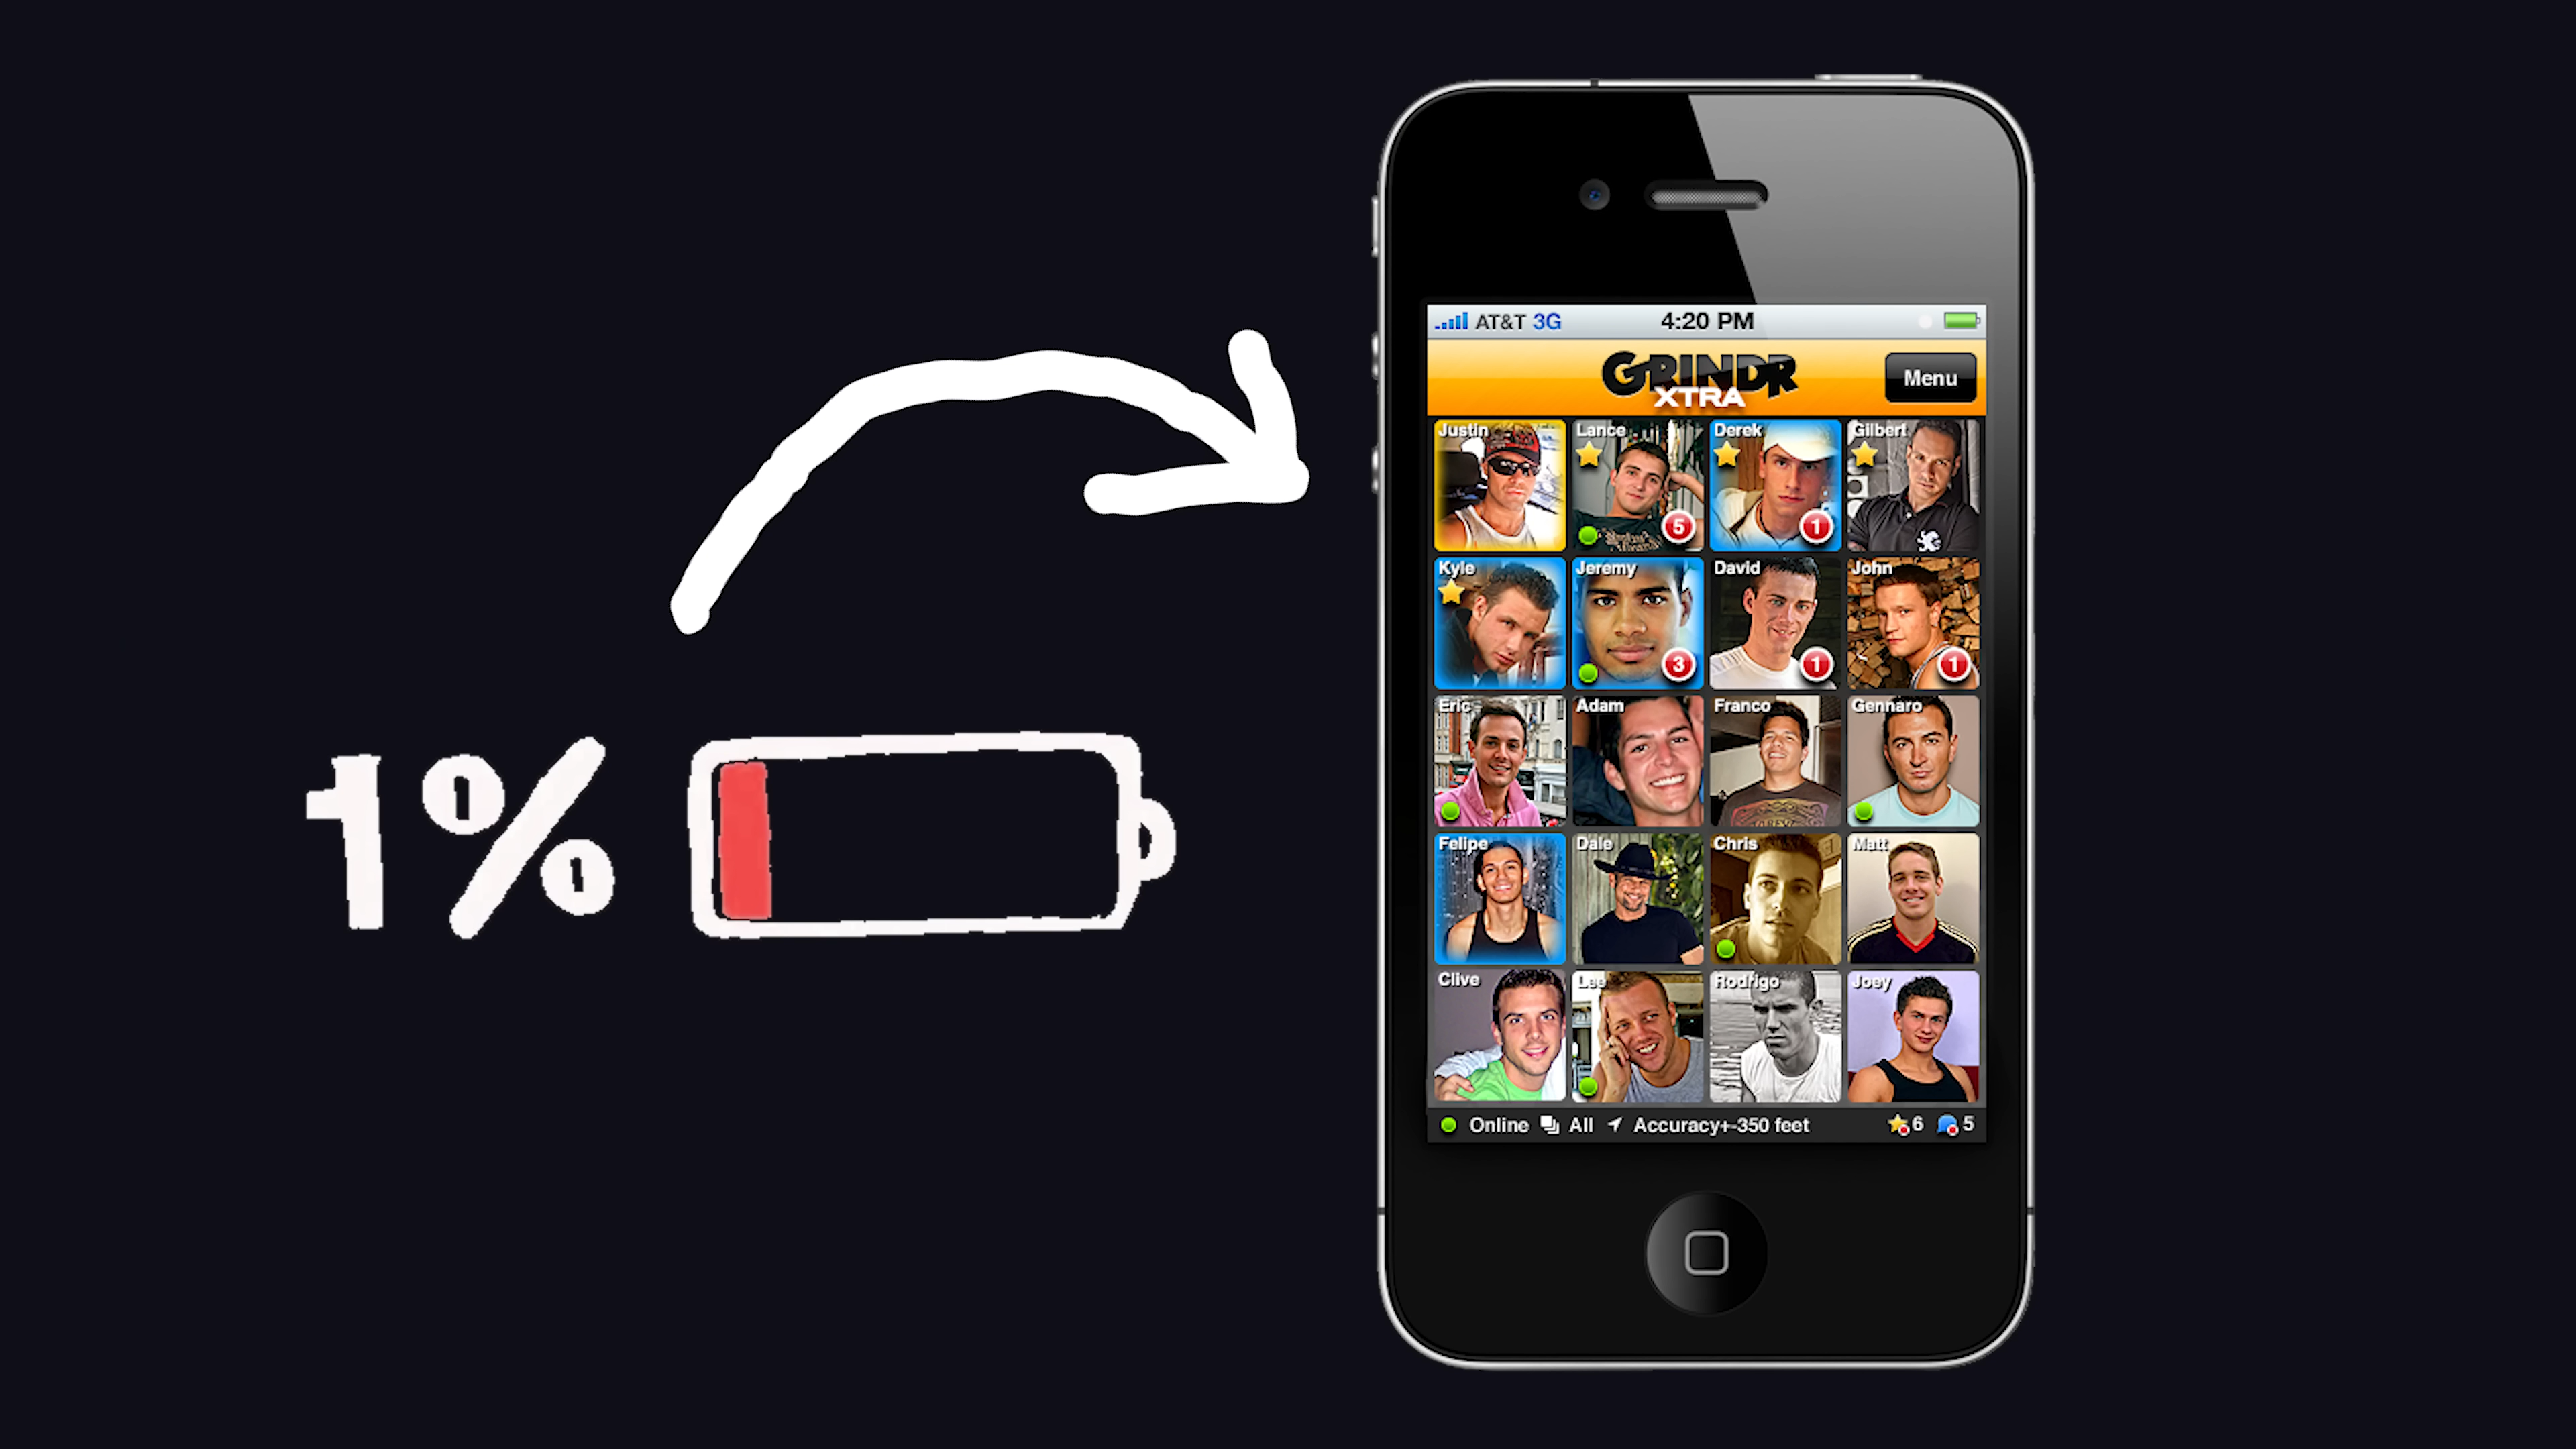 1%
AT&T 3G 4:20 PM
GRINDR
XTRA
Menu
Justin Lance Derek Gilbert
5 1
Kyle Jeremy David John
3 1 1
Eric Adam Franco Gennaro
Felipe Dale Chris Matt
Clive Lee Rodrigo Joey
Online All Accuracy+-350 feet 6 5